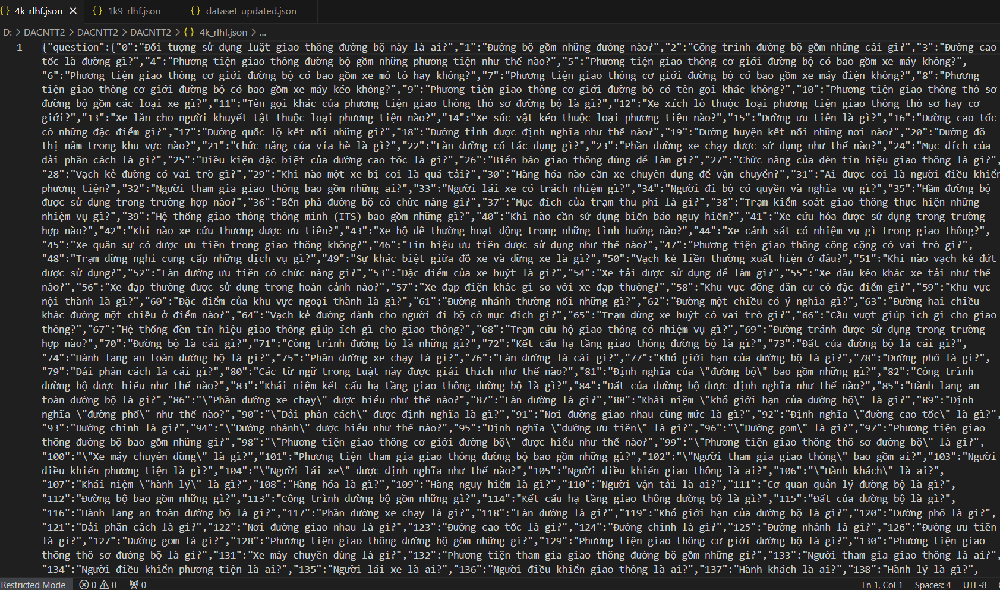 {} 4k_rlhf.json × {} 1k9_rlhf.json {} dataset_updated.json
D: > DACNTT2 > DACNTT2 > DACNTT2 > {} 4k_rlhf.json > ...
1 {"question":{"0":"Đối tượng sử dụng luật giao thông đường bộ này là ai?","1":"Đường bộ gồm những đường nào?","2":"Công trình đường bộ gồm những cái gì?","3":"Đường cao
tốc là đường gì?","4":"Phương tiện giao thông đường bộ gồm những phương tiện như thế nào?","5":"Phương tiện giao thông cơ giới đường bộ có bao gồm xe máy không?",
"6":"Phương tiện giao thông cơ giới đường bộ có bao gồm xe mô tô hay không?","7":"Phương tiện giao thông cơ giới đường bộ có bao gồm xe máy điện không?","8":"Phương
tiện giao thông cơ giới đường bộ có bao gồm xe máy kéo không?","9":"Phương tiện giao thông cơ giới đường bộ có tên gọi khác không?","10":"Phương tiện giao thông thô sơ
đường bộ gồm các loại xe gì?","11":"Tên gọi khác của phương tiện giao thông thô sơ đường bộ là gì?","12":"Xe xích lô thuộc loại phương tiện giao thông thô sơ hay cơ
giới?","13":"Xe lăn cho người khuyết tật thuộc loại phương tiện nào?","14":"Xe súc vật kéo thuộc loại phương tiện nào?","15":"Đường ưu tiên là gì?","16":"Đường cao tốc
có những đặc điểm gì?","17":"Đường quốc lộ kết nối những gì?","18":"Đường tỉnh được định nghĩa như thế nào?","19":"Đường huyện kết nối những nơi nào?","20":"Đường đô
thị nằm trong khu vực nào?","21":"Chức năng của vỉa hè là gì?","22":"Làn đường có tác dụng gì?","23":"Phần đường xe chạy được sử dụng như thế nào?","24":"Mục đích của
dải phân cách là gì?","25":"Điều kiện đặc biệt của đường cao tốc là gì?","26":"Biển báo giao thông dùng để làm gì?","27":"Chức năng của đèn tín hiệu giao thông là gì?",
"28":"Vạch kẻ đường có vai trò gì?","29":"Khi nào một xe bị coi là quá tải?","30":"Hàng hóa nào cần xe chuyên dụng để vận chuyển?","31":"Ai được coi là người điều khiển
phương tiện?","32":"Người tham gia giao thông bao gồm những ai?","33":"Người lái xe có trách nhiệm gì?","34":"Người đi bộ có quyền và nghĩa vụ gì?","35":"Hầm đường bộ
được sử dụng trong trường hợp nào?","36":"Bến phà đường bộ có chức năng gì?","37":"Mục đích của trạm thu phí là gì?","38":"Trạm kiểm soát giao thông thực hiện những
nhiệm vụ gì?","39":"Hệ thống giao thông thông minh (ITS) bao gồm những gì?","40":"Khi nào cần sử dụng biển báo nguy hiểm?","41":"Xe cứu hỏa được sử dụng trong trường
hợp nào?","42":"Khi nào xe cứu thương được ưu tiên?","43":"Xe hộ đê thường hoạt động trong những tình huống nào?","44":"Xe cảnh sát có nhiệm vụ gì trong giao thông?",
"45":"Xe quân sự có được ưu tiên trong giao thông không?","46":"Tín hiệu ưu tiên được sử dụng như thế nào?","47":"Phương tiện giao thông công cộng có vai trò gì?",
"48":"Trạm dừng nghỉ cung cấp những dịch vụ gì?","49":"Sự khác biệt giữa đỗ xe và dừng xe là gì?","50":"Vạch kẻ liền thường xuất hiện ở đâu?","51":"Khi nào vạch kẻ đứt
được sử dụng?","52":"Làn đường ưu tiên có chức năng gì?","53":"Đặc điểm của xe buýt là gì?","54":"Xe tải được sử dụng để làm gì?","55":"Xe đầu kéo khác xe tải như thế
nào?","56":"Xe đạp thường được sử dụng trong hoàn cảnh nào?","57":"Xe đạp điện khác gì so với xe đạp thường?","58":"Khu vực đông dân cư có đặc điểm gì?","59":"Khu vực
nội thành là gì?","60":"Đặc điểm của khu vực ngoại thành là gì?","61":"Đường nhánh thường nối những gì?","62":"Đường một chiều có ý nghĩa gì?","63":"Đường hai chiều
khác đường một chiều ở điểm nào?","64":"Vạch kẻ đường dành cho người đi bộ có mục đích gì?","65":"Trạm dừng xe buýt có vai trò gì?","66":"Cầu vượt giúp ích gì cho giao
thông?","67":"Hệ thống đèn tín hiệu giao thông giúp ích gì cho giao thông?","68":"Trạm cứu hộ giao thông có nhiệm vụ gì?","69":"Đường tránh được sử dụng trong trường
hợp nào?","70":"Đường bộ là cái gì?","71":"Công trình đường bộ là những gì?","72":"Kết cấu hạ tầng giao thông đường bộ là gì?","73":"Đất của đường bộ là cái gì?",
"74":"Hành lang an toàn đường bộ là gì?","75":"Phần đường xe chạy là gì?","76":"Làn đường là cái gì?","77":"Khổ giới hạn của đường bộ là gì?","78":"Đường phố là gì?",
"79":"Dải phân cách là cái gì?","80":"Các từ ngữ trong Luật này được giải thích như thế nào?","81":"Định nghĩa của \"đường bộ\" bao gồm những gì?","82":"Công trình
đường bộ được hiểu như thế nào?","83":"Khái niệm kết cấu hạ tầng giao thông đường bộ là gì?","84":"Đất của đường bộ được định nghĩa như thế nào?","85":"Hành lang an
toàn đường bộ là gì?","86":"\"Phần đường xe chạy\" được hiểu như thế nào?","87":"Làn đường là gì?","88":"Khái niệm \"khổ giới hạn của đường bộ\" là gì?","89":"Định
nghĩa \"đường phố\" như thế nào?","90":"\"Dải phân cách\" được định nghĩa là gì?","91":"Nơi đường giao nhau cùng mức là gì?","92":"Định nghĩa \"đường cao tốc\" là gì?",
"93":"Đường chính là gì?","94":"\"Đường nhánh\" được hiểu như thế nào?","95":"Định nghĩa \"đường ưu tiên\" là gì?","96":"\"Đường gom\" là gì?","97":"Phương tiện giao
thông đường bộ bao gồm những gì?","98":"\"Phương tiện giao thông cơ giới đường bộ\" được hiểu như thế nào?","99":"\"Phương tiện giao thông thô sơ đường bộ\" là gì?",
"100":"\"Xe máy chuyên dùng\" là gì?","101":"Phương tiện tham gia giao thông đường bộ bao gồm những gì?","102":"\"Người tham gia giao thông\" bao gồm ai?","103":"Người
điều khiển phương tiện là gì?","104":"\"Người lái xe\" được định nghĩa như thế nào?","105":"Người điều khiển giao thông là ai?","106":"\"Hành khách\" là ai?",
"107":"Khái niệm \"hành lý\" là gì?","108":"Hàng hóa là gì?","109":"Hàng nguy hiểm là gì?","110":"Người vận tải là ai?","111":"Cơ quan quản lý đường bộ là gì?",
"112":"Đường bộ bao gồm những gì?","113":"Công trình đường bộ gồm những gì?","114":"Kết cấu hạ tầng giao thông đường bộ là gì?","115":"Đất của đường bộ là gì?",
"116":"Hành lang an toàn đường bộ là gì?","117":"Phần đường xe chạy là gì?","118":"Làn đường là gì?","119":"Khổ giới hạn của đường bộ là gì?","120":"Đường phố là gì?",
"121":"Dải phân cách là gì?","122":"Nơi đường giao nhau là gì?","123":"Đường cao tốc là gì?","124":"Đường chính là gì?","125":"Đường nhánh là gì?","126":"Đường ưu tiên
là gì?","127":"Đường gom là gì?","128":"Phương tiện giao thông đường bộ gồm những gì?","129":"Phương tiện giao thông cơ giới đường bộ là gì?","130":"Phương tiện giao
thông thô sơ đường bộ là gì?","131":"Xe máy chuyên dùng là gì?","132":"Phương tiện tham gia giao thông đường bộ gồm những gì?","133":"Người tham gia giao thông là ai?",
"134":"Người điều khiển phương tiện là ai?","135":"Người lái xe là ai?","136":"Người điều khiển giao thông là ai?","137":"Hành khách là ai?","138":"Hành lý là gì?",
Restricted Mode 0 0 0 Ln 1, Col 1 Spaces: 4 UTF-8